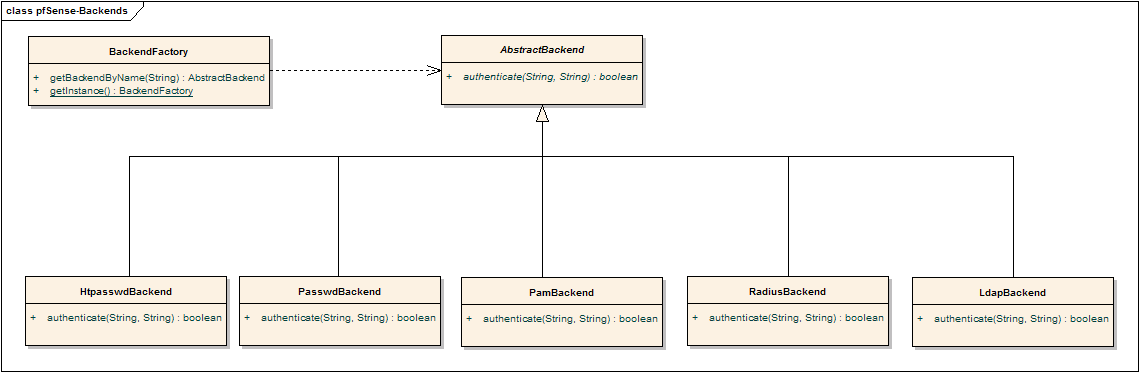 class pfSense-Backends
BackendFactory
+ getBackendByName(String) : AbstractBackend
+ getInstance() : BackendFactory
AbstractBackend
+ authenticate(String, String) : boolean
HtpasswdBackend
+ authenticate(String, String) : boolean
PasswdBackend
+ authenticate(String, String) : boolean
PamBackend
+ authenticate(String, String) : boolean
RadiusBackend
+ authenticate(String, String) : boolean
LdapBackend
+ authenticate(String, String) : boolean